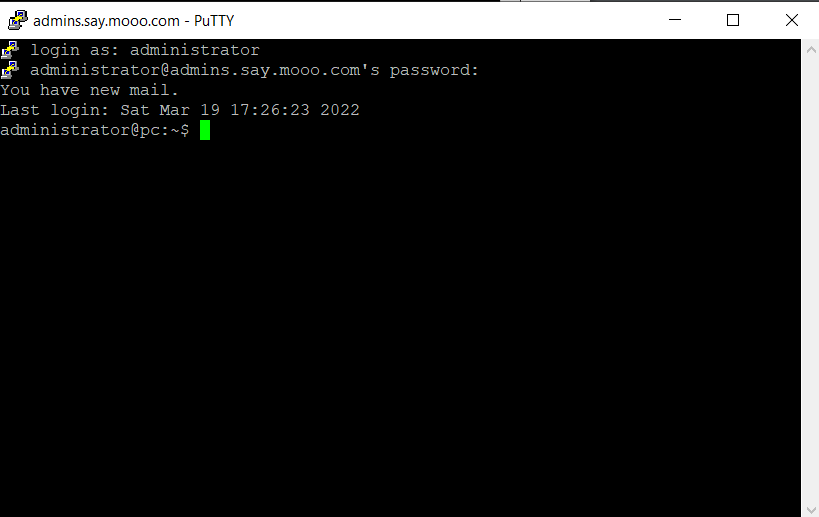 admins.say.mooo.com - PuTTY
login as: administrator
administrator@admins.say.mooo.com's password:
You have new mail.
Last login: Sat Mar 19 17:26:23 2022
administrator@pc:~$